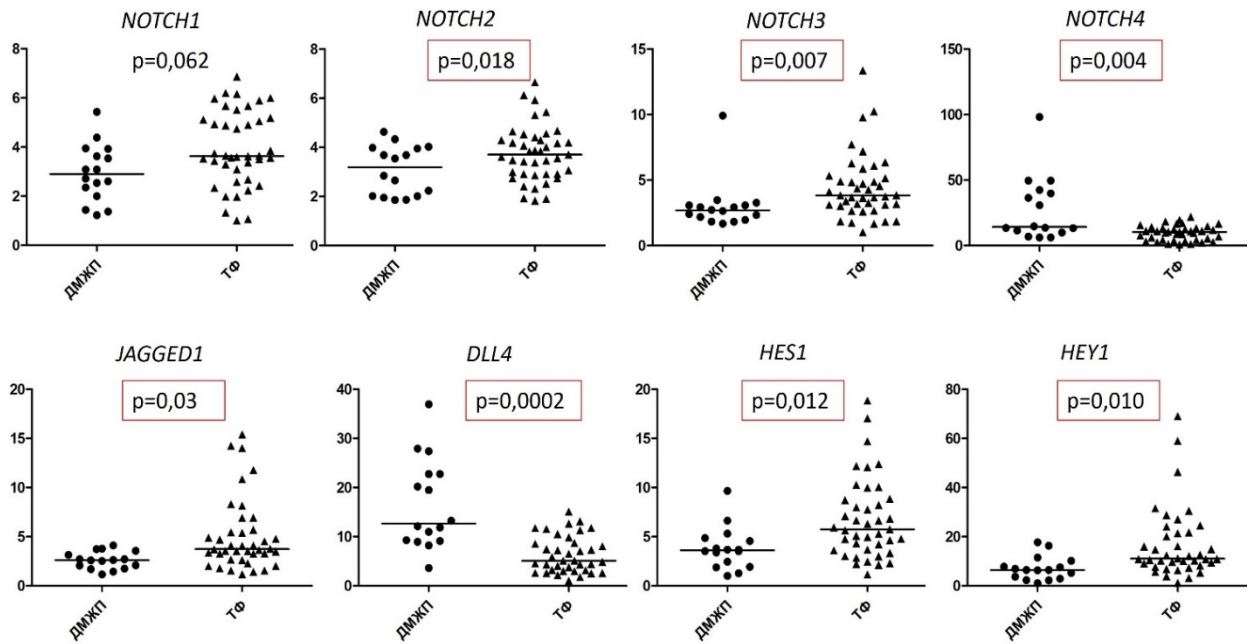 NOTCH1
p=0,062
8
6
4
2
0
ДМЖП
ТФ
NOTCH2
p=0,018
8
6
4
2
0
ДМЖП
ТФ
NOTCH3
p=0,007
15
10
5
0
ДМЖП
ТФ
NOTCH4
p=0,004
150
100
50
0
ДМЖП
ТФ
JAGGED1
p=0,03
20
15
10
5
0
ДМЖП
ТФ
DLL4
p=0,0002
40
30
20
10
0
ДМЖП
ТФ
HES1
p=0,012
20
15
10
5
0
ДМЖП
ТФ
HEY1
p=0,010
80
60
40
20
0
ДМЖП
ТФ